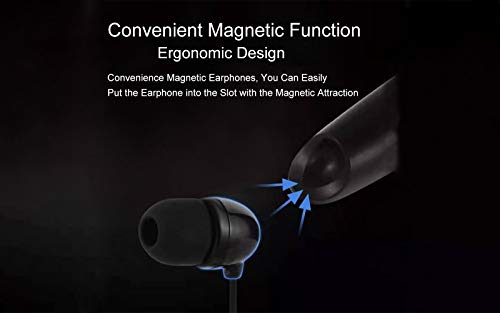 Convenient Magnetic Function
Ergonomic Design
Convenience Magnetic Earphones, You Can Easily
Put the Earphone into the Slot with the Magnetic Attraction